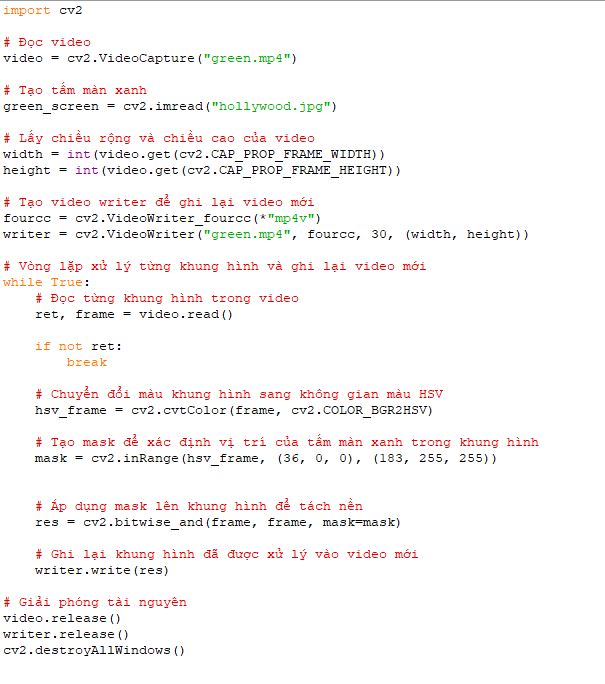 import cv2
# Đọc video
video = cv2.VideoCapture("green.mp4")
# Tạo tấm màn xanh
green_screen = cv2.imread("hollywood.jpg")
# Lấy chiều rộng và chiều cao của video
width = int(video.get(cv2.CAP_PROP_FRAME_WIDTH))
height = int(video.get(cv2.CAP_PROP_FRAME_HEIGHT))
# Tạo video writer để ghi lại video mới
fourcc = cv2.VideoWriter_fourcc(*"mp4v")
writer = cv2.VideoWriter("green.mp4", fourcc, 30, (width, height))
# Vòng lặp xử lý từng khung hình và ghi lại video mới
while True:
    # Đọc từng khung hình trong video
    ret, frame = video.read()
    if not ret:
        break
    # Chuyển đổi màu khung hình sang không gian màu HSV
    hsv_frame = cv2.cvtColor(frame, cv2.COLOR_BGR2HSV)
    # Tạo mask để xác định vị trí của tấm màn xanh trong khung hình
    mask = cv2.inRange(hsv_frame, (36, 0, 0), (183, 255, 255))
    # Áp dụng mask lên khung hình để tách nền
    res = cv2.bitwise_and(frame, frame, mask=mask)
    # Ghi lại khung hình đã được xử lý vào video mới
    writer.write(res)
# Giải phóng tài nguyên
video.release()
writer.release()
cv2.destroyAllWindows()